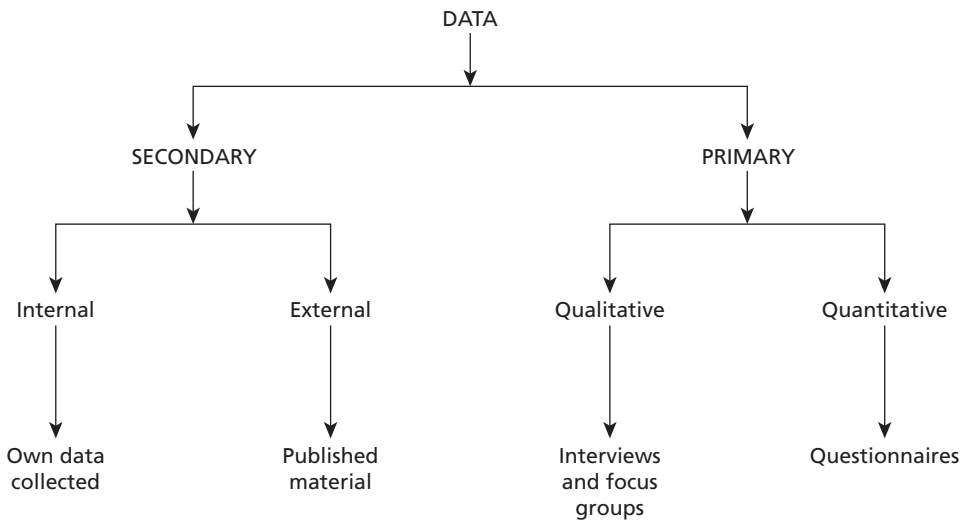 DATA
SECONDARY
PRIMARY
Internal
External
Qualitative
Quantitative
Own data
collected
Published
material
Interviews
and focus
groups
Questionnaires